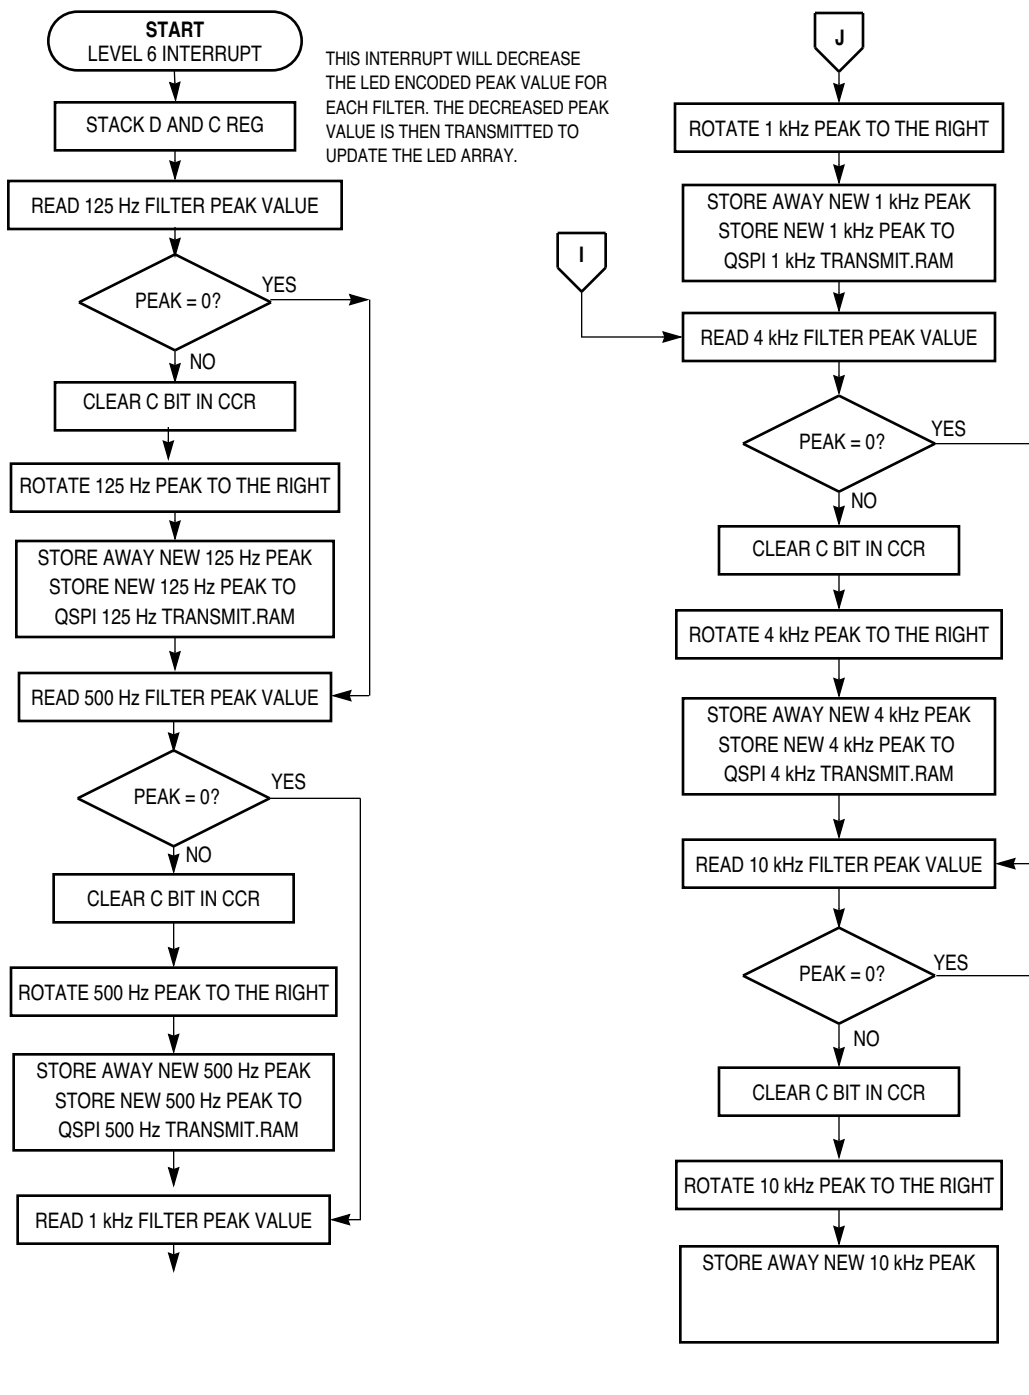 START
LEVEL 6 INTERRUPT
THIS INTERRUPT WILL DECREASE
THE LED ENCODED PEAK VALUE FOR
EACH FILTER. THE DECREASED PEAK
VALUE IS THEN TRANSMITTED TO
UPDATE THE LED ARRAY.
STACK D AND C REG
READ 125 Hz FILTER PEAK VALUE
PEAK = 0?
YES
NO
CLEAR C BIT IN CCR
ROTATE 125 Hz PEAK TO THE RIGHT
STORE AWAY NEW 125 Hz PEAK
STORE NEW 125 Hz PEAK TO
QSPI 125 Hz TRANSMIT.RAM
READ 500 Hz FILTER PEAK VALUE
PEAK = 0?
YES
NO
CLEAR C BIT IN CCR
ROTATE 500 Hz PEAK TO THE RIGHT
STORE AWAY NEW 500 Hz PEAK
STORE NEW 500 Hz PEAK TO
QSPI 500 Hz TRANSMIT.RAM
READ 1 kHz FILTER PEAK VALUE
J
ROTATE 1 kHz PEAK TO THE RIGHT
STORE AWAY NEW 1 kHz PEAK
STORE NEW 1 kHz PEAK TO
QSPI 1 kHz TRANSMIT.RAM
I
READ 4 kHz FILTER PEAK VALUE
PEAK = 0?
YES
NO
CLEAR C BIT IN CCR
ROTATE 4 kHz PEAK TO THE RIGHT
STORE AWAY NEW 4 kHz PEAK
STORE NEW 4 kHz PEAK TO
QSPI 4 kHz TRANSMIT.RAM
READ 10 kHz FILTER PEAK VALUE
PEAK = 0?
YES
NO
CLEAR C BIT IN CCR
ROTATE 10 kHz PEAK TO THE RIGHT
STORE AWAY NEW 10 kHz PEAK